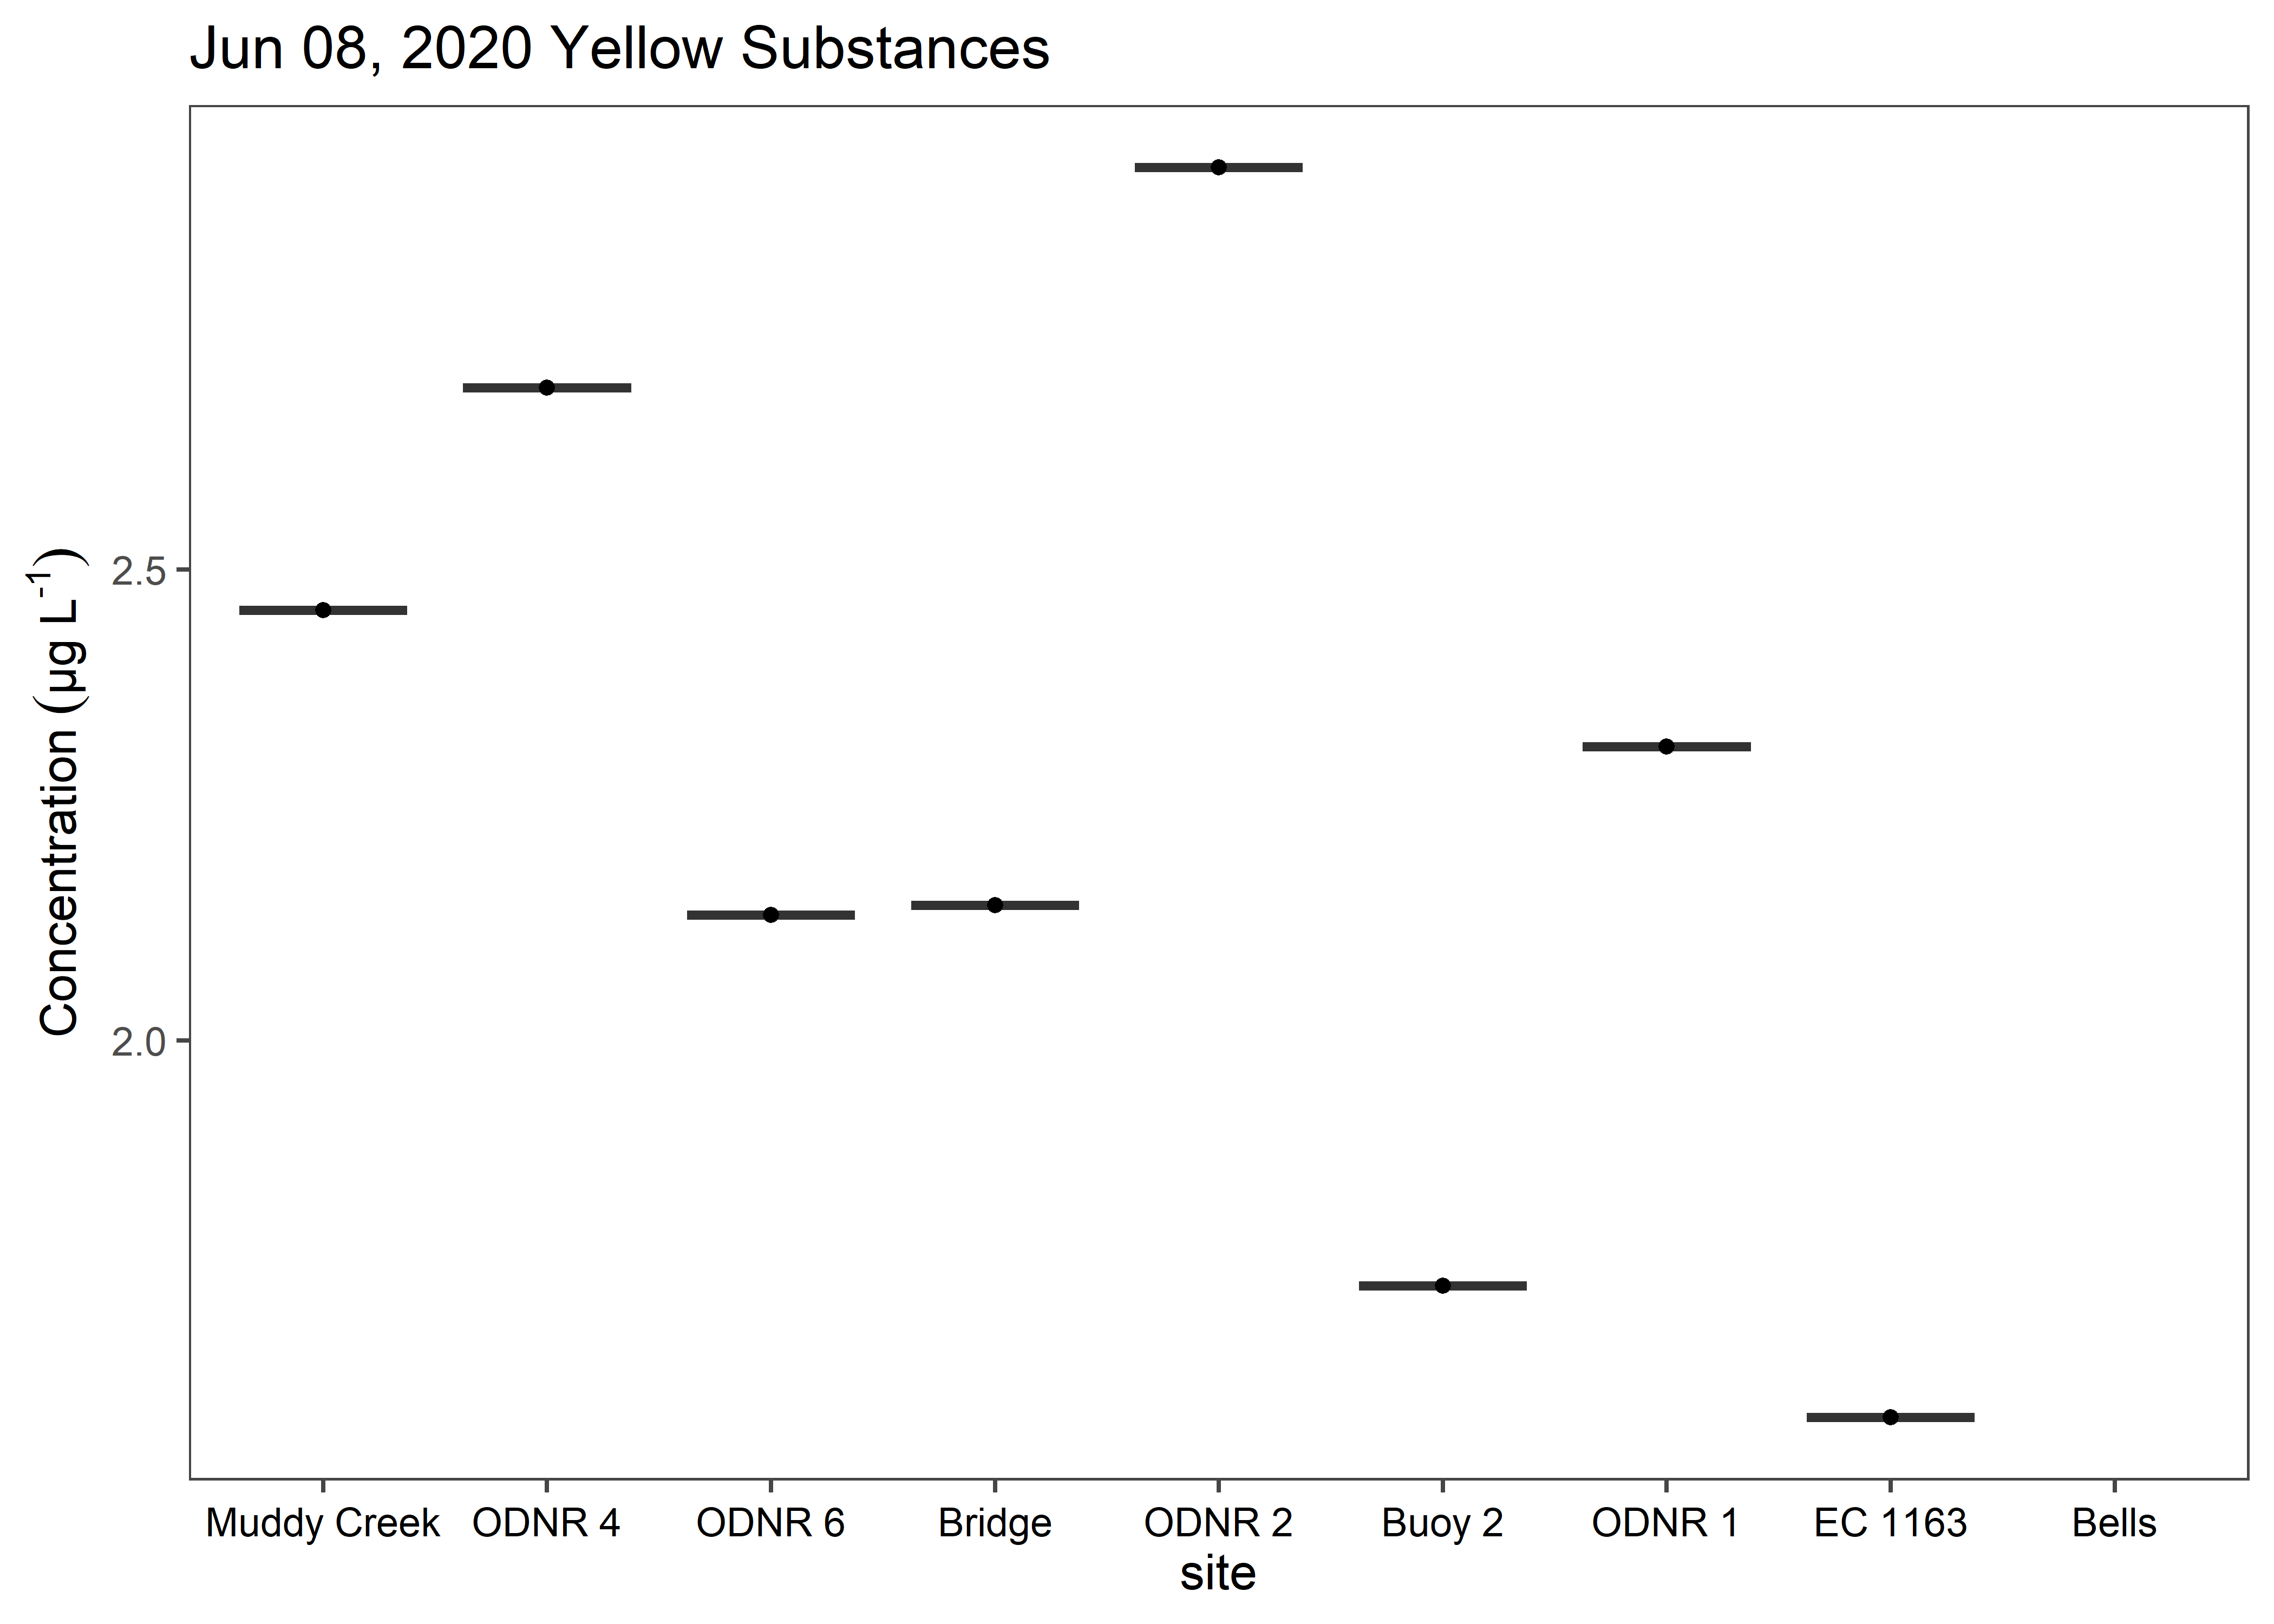 Jun 08, 2020 Yellow Substances
Concentration (µg L⁻¹)
2.5
2.0
Muddy Creek ODNR 4 ODNR 6 Bridge ODNR 2 Buoy 2 ODNR 1 EC 1163 Bells
site